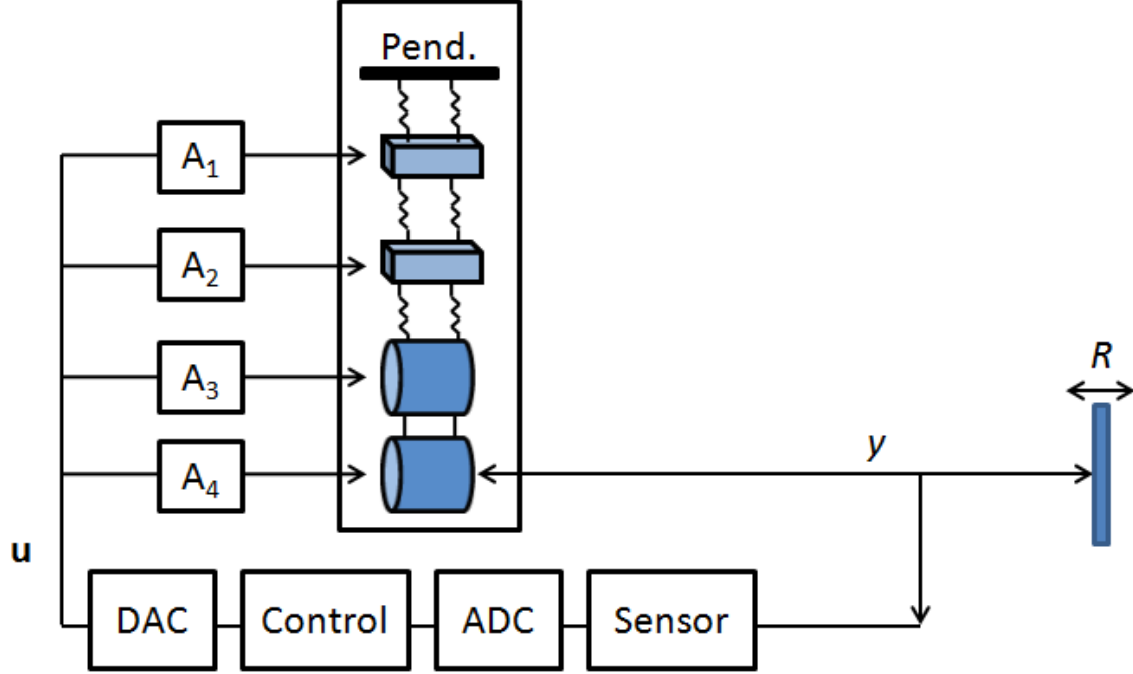 Pend.
A₁
A₂
A₃
A₄
R
y
u
DAC
Control
ADC
Sensor